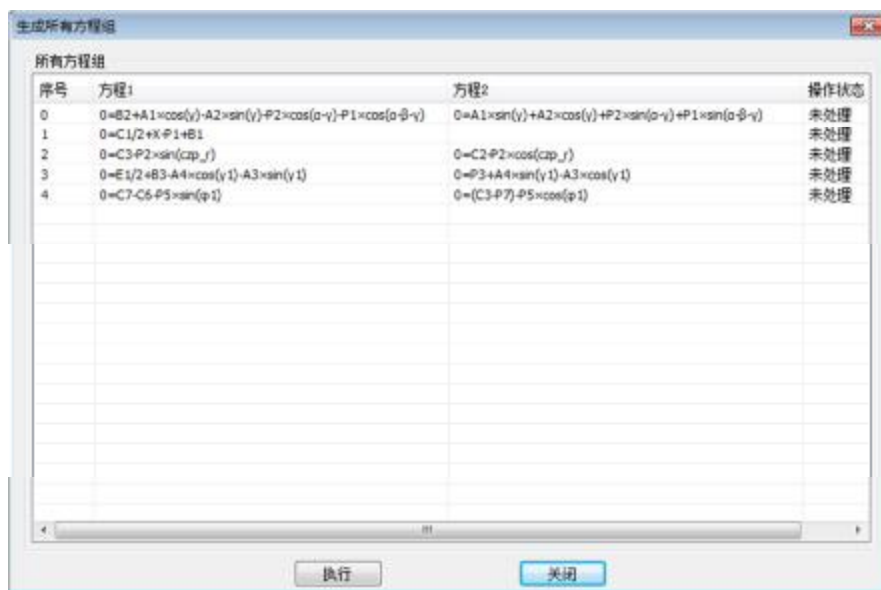 生成所有方程组
所有方程组
序号 方程1 方程2 操作状态
0 0=B2+A1×cos(γ)-A2×sin(γ)-P2×cos(α-γ)-P1×cos(α-β-γ) 0=A1×sin(γ)+A2×cos(γ)+P2×sin(α-γ)+P1×sin(α-β-γ) 未处理
1 0=C1/2+X-P1+B1 未处理
2 0=C3-P2×sin(czp_r) 0=C2-P2×cos(czp_r) 未处理
3 0=E1/2+B3-A4×cos(γ1)-A3×sin(γ1) 0=P3+A4×sin(γ1)-A3×cos(γ1) 未处理
4 0=C7-C6-P5×sin(φ1) 0=(C3-P7)-P5×cos(φ1) 未处理
执行 关闭